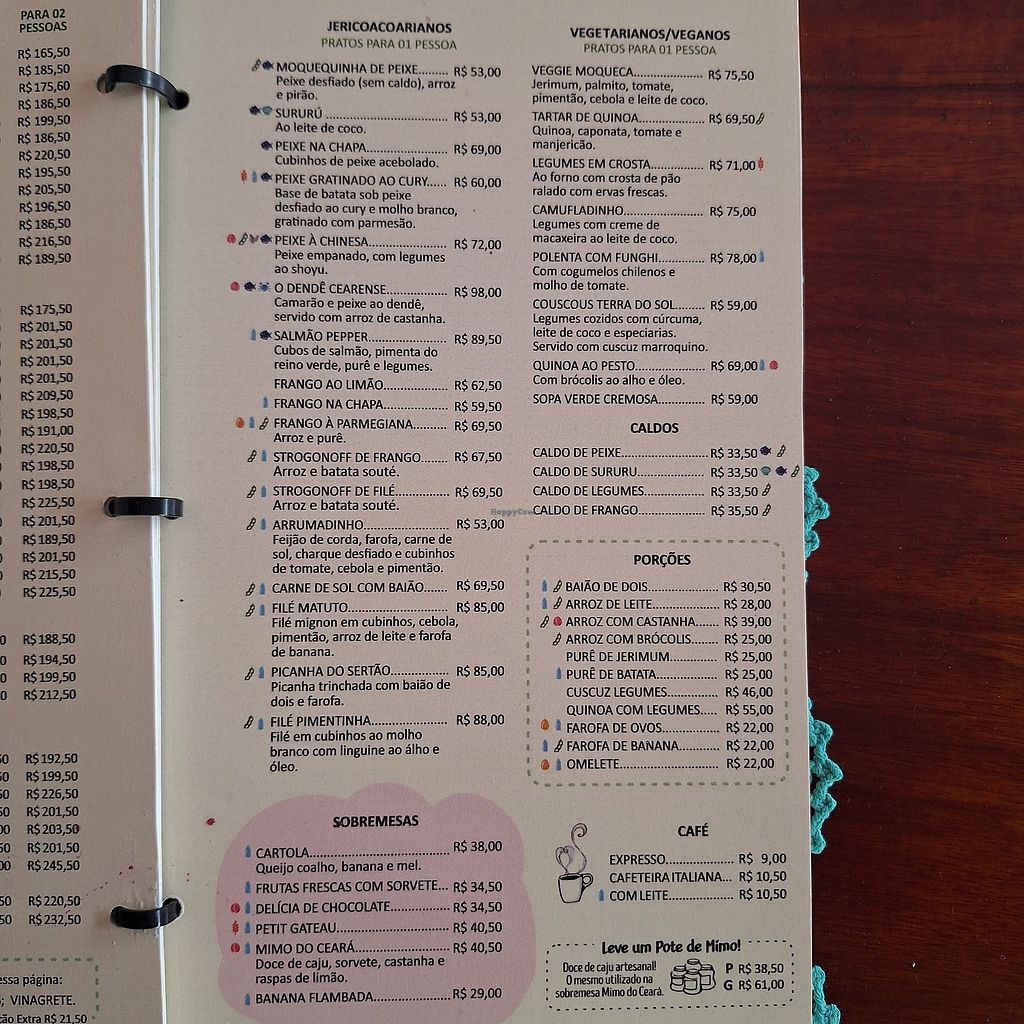 PARA 02
PESSOAS
R$ 165,50
R$ 185,50
R$ 175,60
R$ 186,50
R$ 199,50
R$ 186,50
R$ 220,50
R$ 195,50
R$ 205,50
R$ 196,50
R$ 186,50
R$ 216,50
R$ 189,50
R$ 175,50
R$ 201,50
R$ 201,50
R$ 201,50
R$ 201,50
R$ 209,50
R$ 198,50
R$ 191,00
R$ 220,50
R$ 198,50
R$ 198,50
R$ 225,50
R$ 201,50
R$ 189,50
R$ 201,50
R$ 215,50
R$ 225,50
R$ 188,50
R$ 194,50
R$ 199,50
R$ 212,50
R$ 192,50
R$ 199,50
R$ 226,50
R$ 201,50
R$ 203,50
R$ 201,50
R$ 245,50
R$ 220,50
R$ 232,50
essa página:
; VINAGRETE.
ção Extra R$ 21,50
JERICOACOARIANOS
PRATOS PARA 01 PESSOA
MOQUEQUINHA DE PEIXE........ R$ 53,00
Peixe desfiado (sem caldo), arroz
e pirão.
SURURÚ ................................ R$ 53,00
Ao leite de coco.
PEIXE NA CHAPA...................... R$ 69,00
Cubinhos de peixe acebolado.
PEIXE GRATINADO AO CURY...... R$ 60,00
Base de batata sob peixe
desfiado ao cury e molho branco,
gratinado com parmesão.
PEIXE À CHINESA..................... R$ 72,00
Peixe empanado, com legumes
ao shoyu.
O DENDÊ CEARENSE................ R$ 98,00
Camarão e peixe ao dendê,
servido com arroz de castanha.
SALMÃO PEPPER..................... R$ 89,50
Cubos de salmão, pimenta do
reino verde, purê e legumes.
FRANGO AO LIMÃO................. R$ 62,50
FRANGO NA CHAPA................. R$ 59,50
FRANGO À PARMEGIANA.......... R$ 69,50
Arroz e purê.
STROGONOFF DE FRANGO....... R$ 67,50
Arroz e batata souté.
STROGONOFF DE FILÉ.............. R$ 69,50
Arroz e batata souté.
ARRUMADINHO...................... R$ 53,00
Feijão de corda, farofa, carne de
sol, charque desfiado e cubinhos
de tomate, cebola e pimentão.
CARNE DE SOL COM BAIÃO...... R$ 69,50
FILÉ MATUTO.......................... R$ 85,00
Filé mignon em cubinhos, cebola,
pimentão, arroz de leite e farofa
de banana.
PICANHA DO SERTÃO............... R$ 85,00
Picanha trinchada com baião de
dois e farofa.
FILÉ PIMENTINHA.................... R$ 88,00
Filé em cubinhos ao molho
branco com linguine ao álho e
óleo.
SOBREMESAS
CARTOLA................................... R$ 38,00
Queijo coalho, banana e mel.
FRUTAS FRESCAS COM SORVETE... R$ 34,50
DELÍCIA DE CHOCOLATE............... R$ 34,50
PETIT GATEAU............................ R$ 40,50
MIMO DO CEARÁ........................ R$ 40,50
Doce de caju, sorvete, castanha e
raspas de limão.
BANANA FLAMBADA................... R$ 29,00
VEGETARIANOS/VEGANOS
PRATOS PARA 01 PESSOA
VEGGIE MOQUECA.................. R$ 75,50
Jerimum, palmito, tomate,
pimentão, cebola e leite de coco.
TARTAR DE QUINOA................. R$ 69,50
Quinoa, caponata, tomate e
manjericão.
LEGUMES EM CROSTA.............. R$ 71,00
Ao forno com crosta de pão
ralado com ervas frescas.
CAMUFLADINHO..................... R$ 75,00
Legumes com creme de
macaxeira ao leite de coco.
POLENTA COM FUNGHI............ R$ 78,00
Com cogumelos chilenos e
molho de tomate.
COUSCOUS TERRA DO SOL........ R$ 59,00
Legumes cozidos com cúrcuma,
leite de coco e especiarias.
Servido com cuscuz marroquino.
QUINOA AO PESTO................... R$ 69,00
Com brócolis ao alho e óleo.
SOPA VERDE CREMOSA............ R$ 59,00
CALDOS
CALDO DE PEIXE....................... R$ 33,50
CALDO DE SURURU.................. R$ 33,50
CALDO DE LEGUMES................ R$ 33,50
CALDO DE FRANGO................. R$ 35,50
PORÇÕES
BAIÃO DE DOIS.................. R$ 30,50
ARROZ DE LEITE................. R$ 28,00
ARROZ COM CASTANHA...... R$ 39,00
ARROZ COM BRÓCOLIS....... R$ 25,00
PURÊ DE JERIMUM............. R$ 25,00
PURÊ DE BATATA................ R$ 25,00
CUSCUZ LEGUMES.............. R$ 46,00
QUINOA COM LEGUMES..... R$ 55,00
FAROFA DE OVOS............... R$ 22,00
FAROFA DE BANANA........... R$ 22,00
OMELETE.......................... R$ 22,00
CAFÉ
EXPRESSO........................ R$ 9,00
CAFETEIRA ITALIANA... R$ 10,50
COM LEITE................. R$ 10,50
Leve um Pote de Mimo!
Doce de caju artesanal!
O mesmo utilizado na
sobremesa Mimo do Ceará.
P R$ 38,50
G R$ 61,00
HappyCow